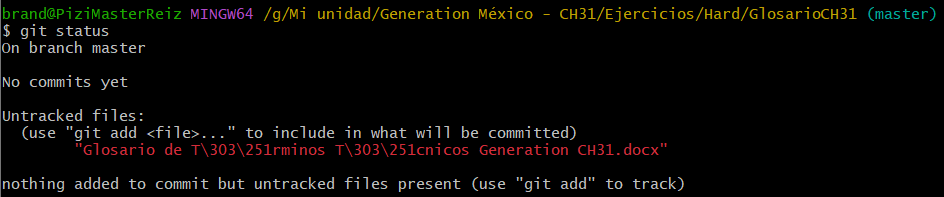 brand@PiziMasterReiz MINGW64 /g/Mi unidad/Generation México - CH31/Ejercicios/Hard/GlosarioCH31 (master)
$ git status
On branch master
No commits yet
Untracked files:
(use "git add <file>..." to include in what will be committed)
"Glosario de T\303\251rminos T\303\251cnicos Generation CH31.docx"
nothing added to commit but untracked files present (use "git add" to track)